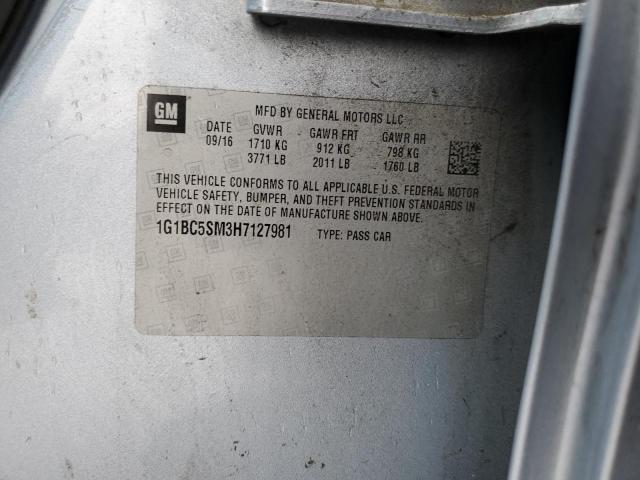 GM
MFD BY GENERAL MOTORS LLC
DATE GVWR GAWR FRT GAWR RR
09/16 1710 KG 912 KG 798 KG
3771 LB 2011 LB 1760 LB
THIS VEHICLE CONFORMS TO ALL APPLICABLE U.S. FEDERAL MOTOR
VEHICLE SAFETY, BUMPER, AND THEFT PREVENTION STANDARDS IN
EFFECT ON THE DATE OF MANUFACTURE SHOWN ABOVE.
1G1BC5SM3H7127981 TYPE: PASS CAR